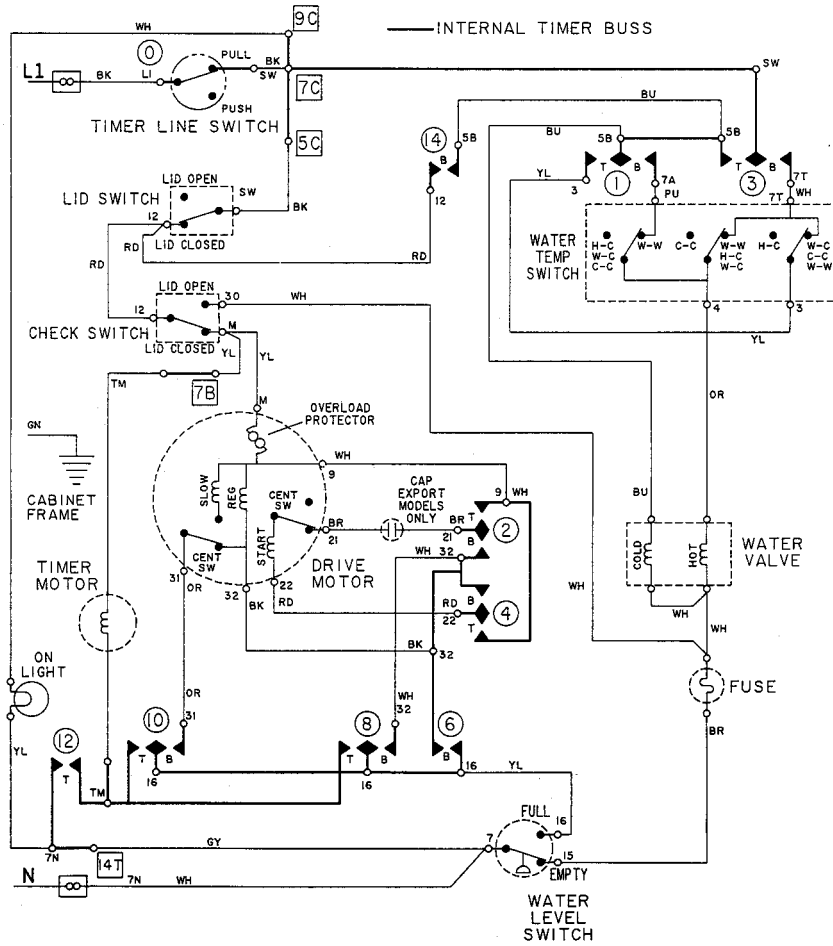 9C
WH
INTERNAL TIMER BUSS
0
PULL
BK
SW
SW
L1
BK
L1
7C
PUSH
TIMER LINE SWITCH
BU
5C
14
5B
BU
5B
5B
B
T
B
T
B
YL
3
1
7A
3
7T
LID OPEN
LID SWITCH
SW
12
PU
7T
WH
BK
12
LID CLOSED
RD
RD
RD
WATER
TEMP
SWITCH
H-C
W-C
C-C
W-W
C-C
W-W
H-C
W-C
H-C
W-C
C-C
W-W
LID OPEN
30
WH
12
M
4
3
CHECK SWITCH
LID CLOSED
YL
YL
YL
TM
7B
OR
M
OVERLOAD
PROTECTOR
GN
CABINET
FRAME
WH
9
SLOW
REG
CENT
SW
CAP
EXPORT
MODELS
ONLY
9
WH
T
2
B
START
BR
21
BR
21
BU
COLD
HOT
WATER
VALVE
CENT
SW
DRIVE
MOTOR
WH
32
TIMER
MOTOR
31
32
22
B
4
T
OR
BK
RD
RD
22
WH
WH
WH
BK
32
ON
LIGHT
FUSE
OR
WH
32
BR
10
31
8
6
YL
12
T
B
T
B
B
T
16
16
16
YL
TM
FULL
16
7
7N
14T
GY
15
EMPTY
N
7N
WH
WATER
LEVEL
SWITCH